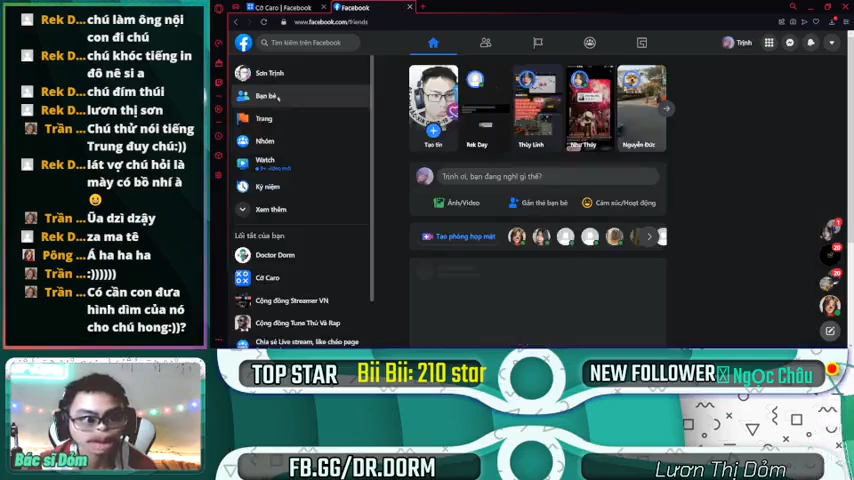 Rek D... chú làm ông nội
con đi chú
Rek D... chú khóc tiếng in
đô nê si a
Rek D... chú đím thúi
Rek D... lươn thị sơn
Trần ... Chú thử nói tiếng
Trung đuy chú:))
Rek D... lát vợ chú hỏi là
mày có bồ nhí à
Trần ... Ủa dzì dzậy
Rek D... za ma tê
Pông ... Á ha ha ha
Trần ... :))))))
Trần ... Có cần con đưa
hình dìm của nó
cho chú hong:))?
Bác sĩ Dỏm
Cờ Caro | Facebook
Facebook
www.facebook.com/friends
Tìm kiếm trên Facebook
Trịnh
Sơn Trịnh
Bạn bè
Trang
Nhóm
Watch
9+ video mới
Kỷ niệm
Xem thêm
Lối tắt của bạn
Doctor Dorm
Cờ Caro
Cộng đồng Streamer VN
Cộng đồng Tune Thủ Và Rap
Chia sẻ Live stream, like chéo page
Tạo tin
Rek Day
Thùy Linh
Như Thùy
Nguyễn Đức
Trịnh ơi, bạn đang nghĩ gì thế?
Ảnh/Video
Gắn thẻ bạn bè
Cảm xúc/Hoạt động
Tạo phòng họp mặt
1
20
20
TOP STAR
Bii Bii: 210 star
NEW FOLLOWER
Ngọc Châu
FB.GG/DR.DORM
Lươn Thị Dỏm